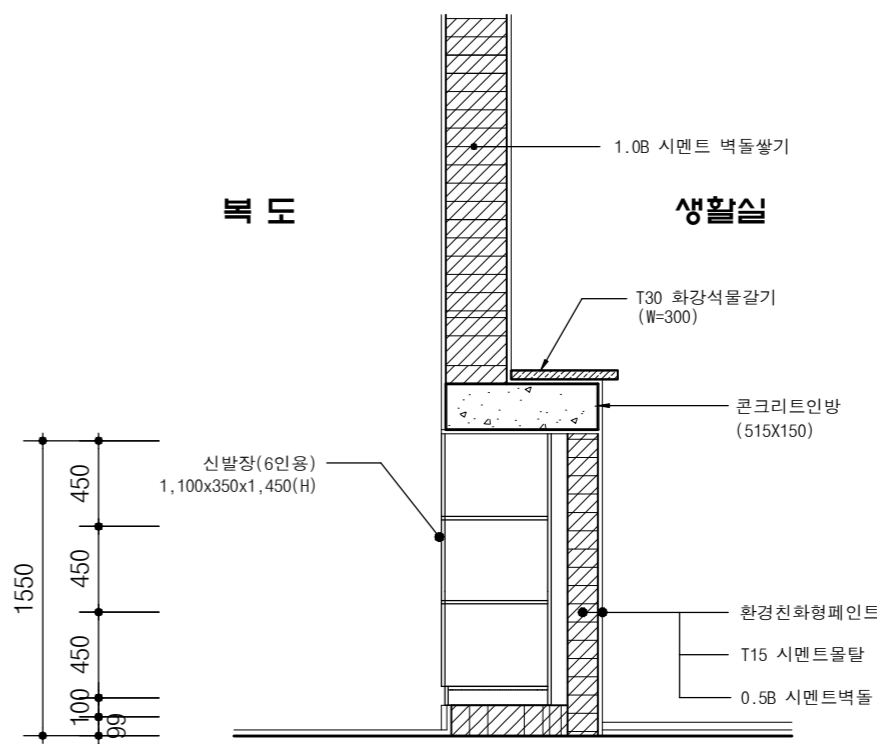 1.0B 시멘트 벽돌쌓기
복 도
생활실
T30 화강석물갈기
(W=300)
콘크리트인방
(515X150)
신발장(6인용)
1,100x350x1,450(H)
450
450
450
100
99
1550
환경친화형페인트
T15 시멘트몰탈
0.5B 시멘트벽돌